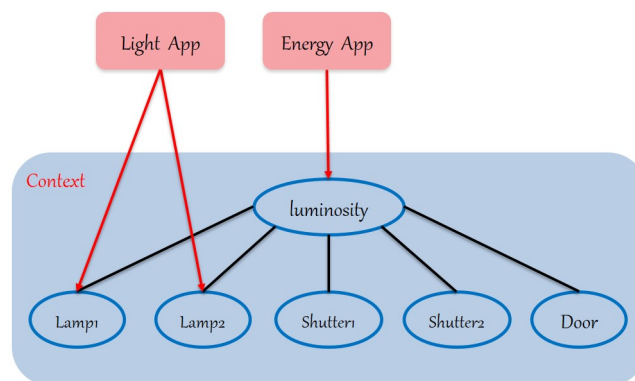 Light App
Energy App
Context
luminosity
Lamp1
Lamp2
Shutter1
Shutter2
Door